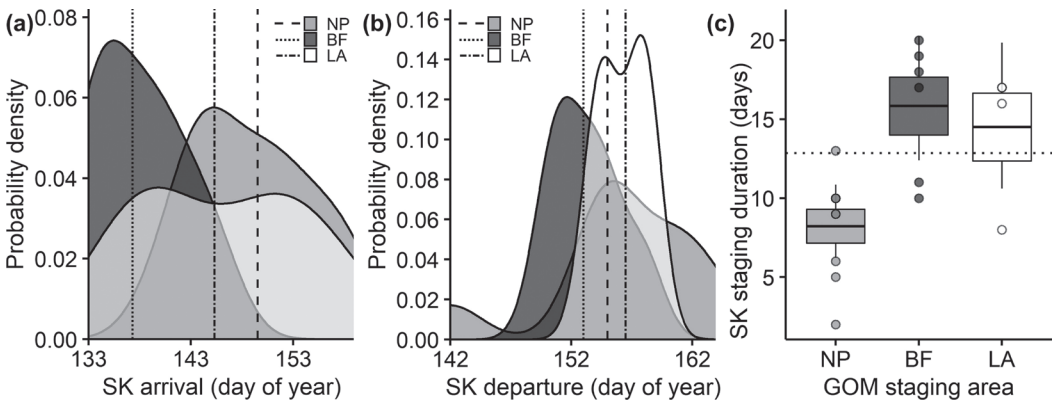 (a)
NP
BF
LA
Probability density
0.08
0.06
0.04
0.02
0.00
133
143
153
SK arrival (day of year)
(b)
NP
BF
LA
Probability density
0.16
0.14
0.12
0.10
0.08
0.06
0.04
0.02
0.00
142
152
162
SK departure (day of year)
(c)
SK staging duration (days)
20
15
10
5
NP
BF
LA
GOM staging area